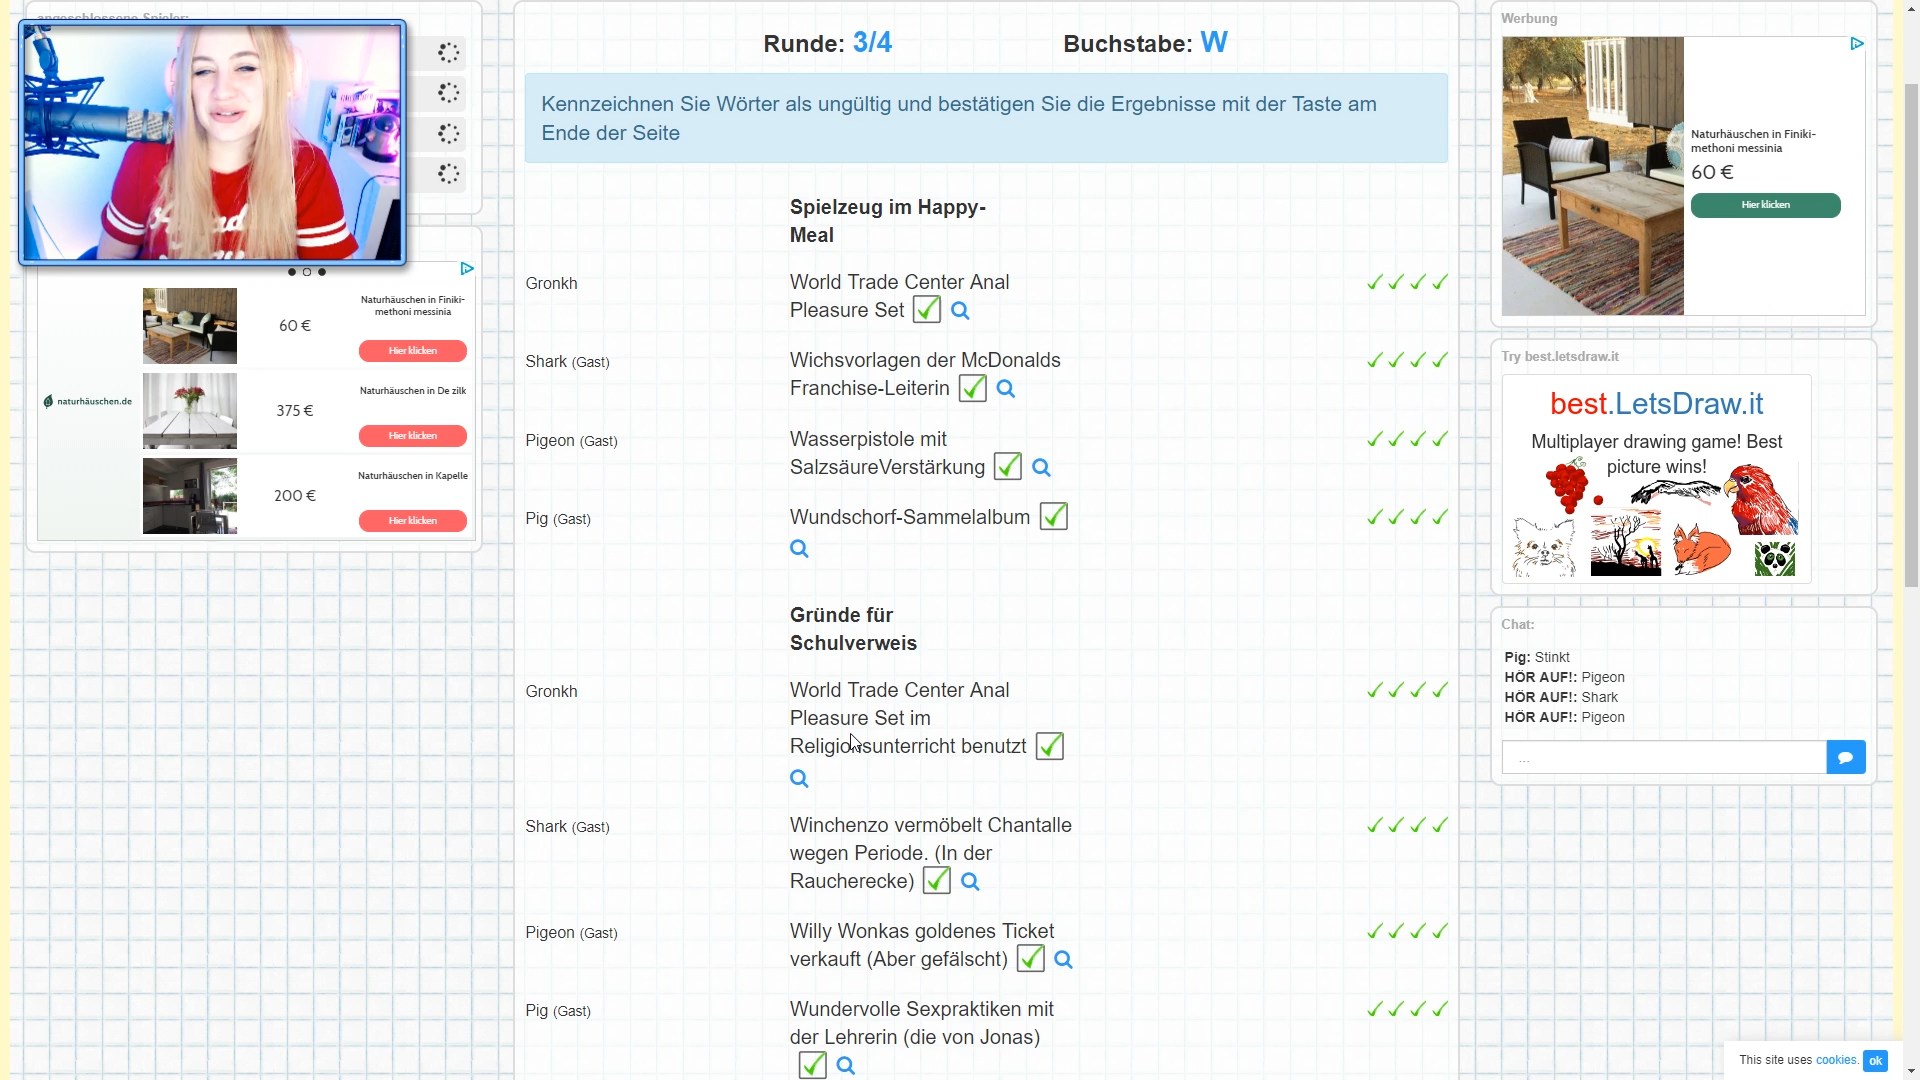 angeschlossene Spieler:
Naturhäuschen in Finiki-
methoni messinia
60 €
Hier klicken
naturhäuschen.de
Naturhäuschen in De zilk
375 €
Hier klicken
Naturhäuschen in Kapelle
200 €
Hier klicken
Runde: 3/4
Buchstabe: W
Kennzeichnen Sie Wörter als ungültig und bestätigen Sie die Ergebnisse mit der Taste am
Ende der Seite
Spielzeug im Happy-
Meal
Gronkh
World Trade Center Anal
Pleasure Set
Shark (Gast)
Wichsvorlagen der McDonalds
Franchise-Leiterin
Pigeon (Gast)
Wasserpistole mit
SalzsäureVerstärkung
Pig (Gast)
Wundschorf-Sammelalbum
Gründe für
Schulverweis
Gronkh
World Trade Center Anal
Pleasure Set im
Religionsunterricht benutzt
Shark (Gast)
Winchenzo vermöbelt Chantalle
wegen Periode. (In der
Raucherecke)
Pigeon (Gast)
Willy Wonkas goldenes Ticket
verkauft (Aber gefälscht)
Pig (Gast)
Wundervolle Sexpraktiken mit
der Lehrerin (die von Jonas)
Werbung
Naturhäuschen in Finiki-
methoni messinia
60 €
Hier klicken
Try best.letsdraw.it
best.LetsDraw.it
Multiplayer drawing game! Best
picture wins!
Chat:
Pig: Stinkt
HÖR AUF!: Pigeon
HÖR AUF!: Shark
HÖR AUF!: Pigeon
...
This site uses cookies. ok